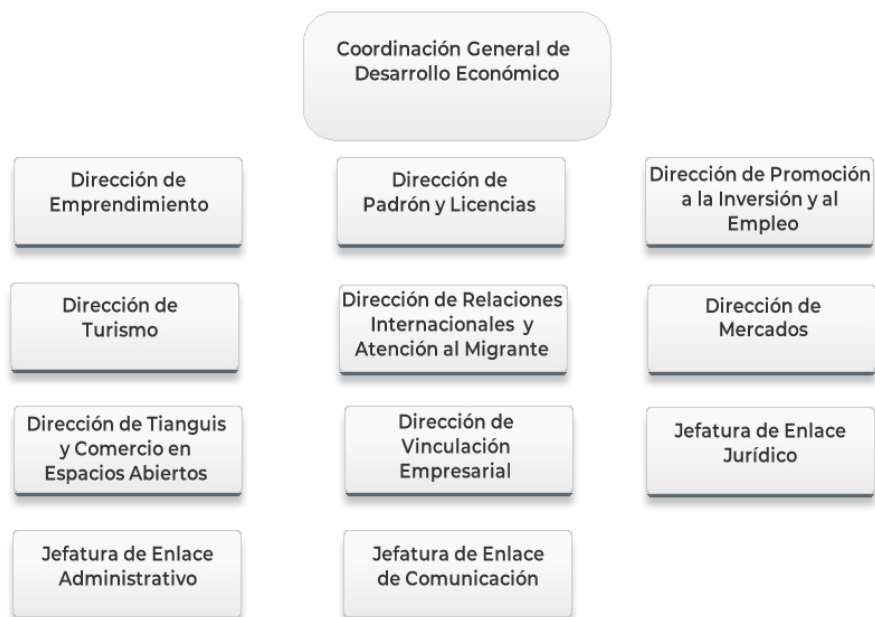 Coordinación General de
Desarrollo Económico
Dirección de
Emprendimiento
Dirección de
Padrón y Licencias
Dirección de Promoción
a la Inversión y al
Empleo
Dirección de
Turismo
Dirección de Relaciones
Internacionales y
Atención al Migrante
Dirección de
Mercados
Dirección de Tianguis
y Comercio en
Espacios Abiertos
Dirección de
Vinculación
Empresarial
Jefatura de Enlace
Jurídico
Jefatura de Enlace
Administrativo
Jefatura de Enlace
de Comunicación